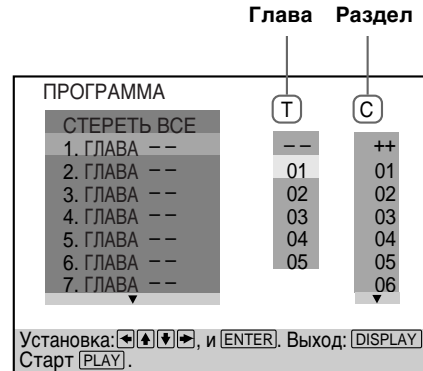 Глава Раздел
ПРОГРАММА
T C
СТЕРЕТЬ ВСЕ
1. ГЛАВА – – – – ++
2. ГЛАВА – – 01 01
3. ГЛАВА – – 02 02
4. ГЛАВА – – 03 03
5. ГЛАВА – – 04 04
6. ГЛАВА – – 05 05
7. ГЛАВА – – 06
Установка: ←↑↓→, и ENTER. Выход: DISPLAY
Старт PLAY.